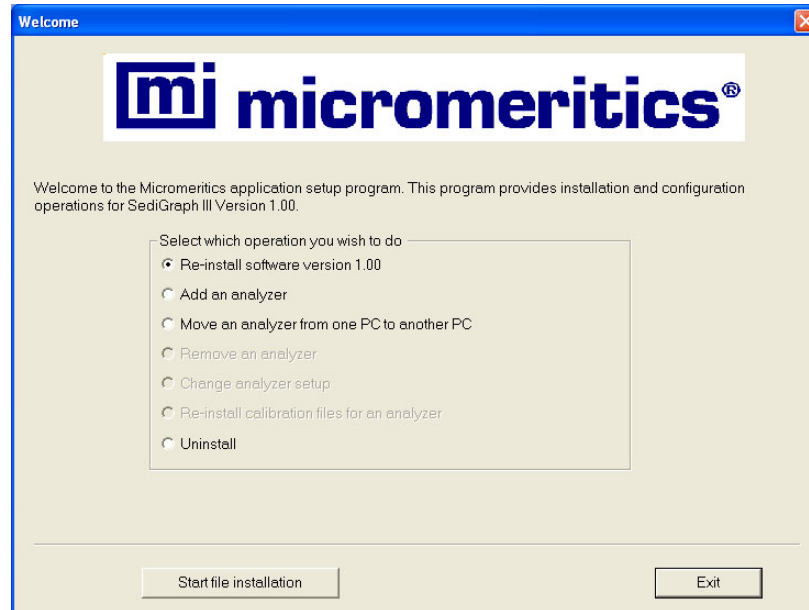 Welcome
mi micromeritics®
Welcome to the Micromeritics application setup program. This program provides installation and configuration
operations for SediGraph III Version 1.00.
Select which operation you wish to do
Re-install software version 1.00
Add an analyzer
Move an analyzer from one PC to another PC
Remove an analyzer
Change analyzer setup
Re-install calibration files for an analyzer
Uninstall
Start file installation
Exit